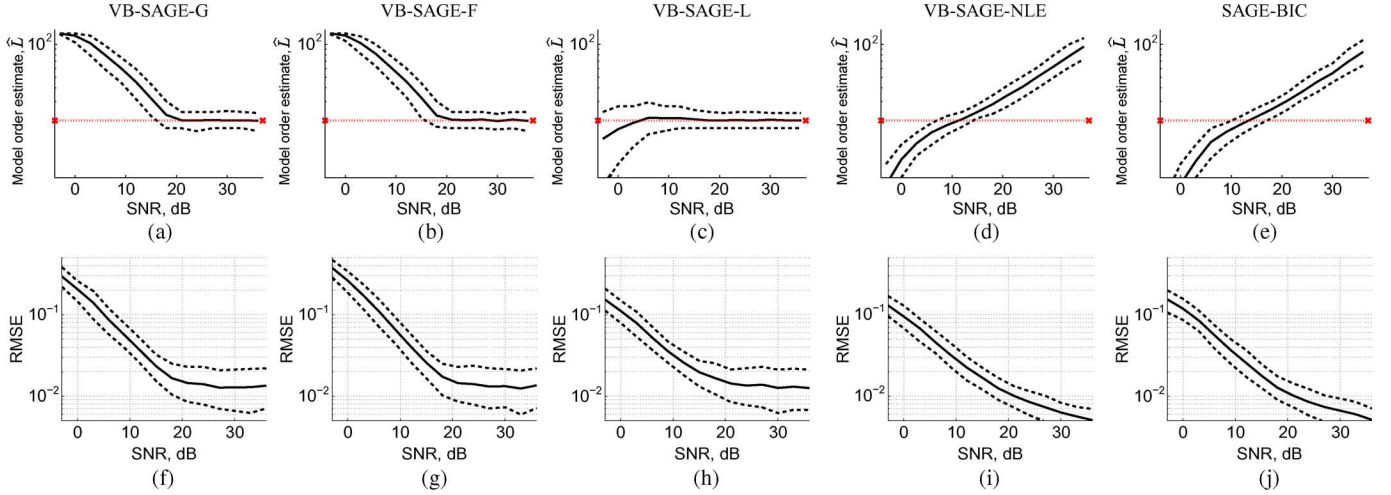 VB-SAGE-G VB-SAGE-F VB-SAGE-L VB-SAGE-NLE SAGE-BIC
Model order estimate, L̂ Model order estimate, L̂ Model order estimate, L̂ Model order estimate, L̂ Model order estimate, L̂
10² 10² 10² 10² 10²
0 10 20 30 0 10 20 30 0 10 20 30 0 10 20 30 0 10 20 30
SNR, dB SNR, dB SNR, dB SNR, dB SNR, dB
(a) (b) (c) (d) (e)
RMSE RMSE RMSE RMSE RMSE
10⁻¹ 10⁻¹ 10⁻¹ 10⁻¹ 10⁻¹
10⁻² 10⁻² 10⁻² 10⁻² 10⁻²
0 10 20 30 0 10 20 30 0 10 20 30 0 10 20 30 0 10 20 30
SNR, dB SNR, dB SNR, dB SNR, dB SNR, dB
(f) (g) (h) (i) (j)